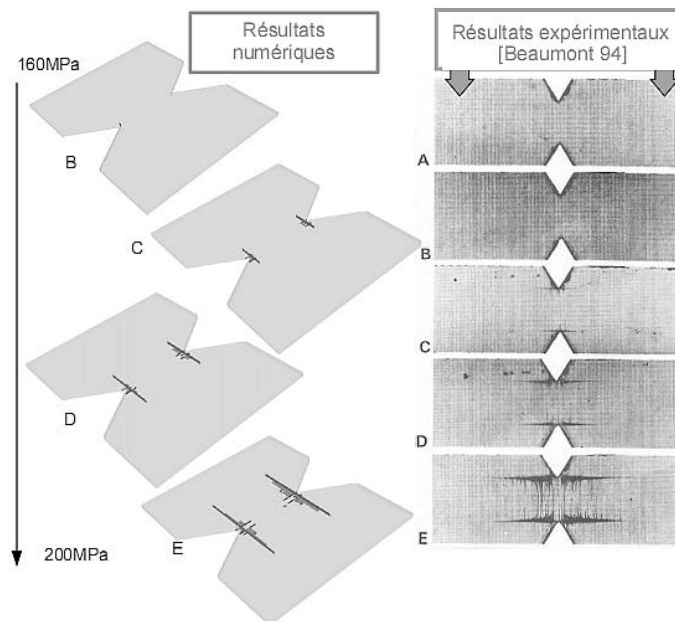 Résultats
numériques
Résultats expérimentaux
[Beaumont 94]
160MPa
B
C
D
E
200MPa
A
B
C
D
E